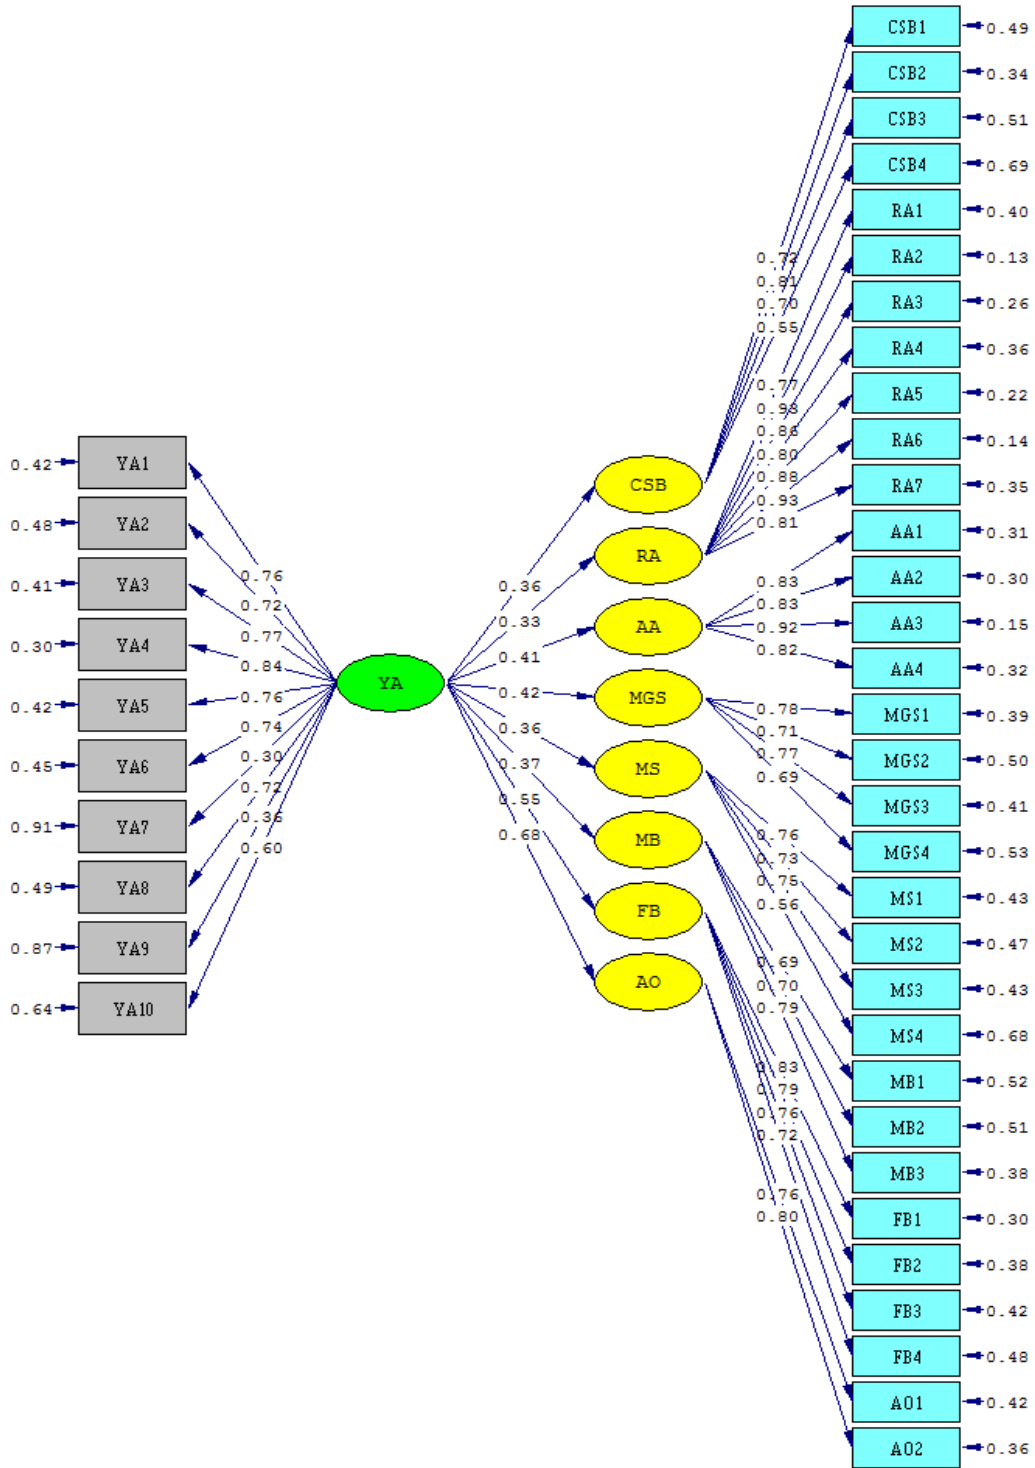 CSB1 0.49
CSB2 0.34
CSB3 0.51
CSB4 0.69
RA1 0.40
RA2 0.13
RA3 0.26
RA4 0.36
RA5 0.22
RA6 0.14
RA7 0.35
AA1 0.31
AA2 0.30
AA3 0.15
AA4 0.32
MGS1 0.39
MGS2 0.50
MGS3 0.41
MGS4 0.53
MS1 0.43
MS2 0.47
MS3 0.43
MS4 0.68
MB1 0.52
MB2 0.51
MB3 0.38
FB1 0.30
FB2 0.38
FB3 0.42
FB4 0.48
AO1 0.42
AO2 0.36
0.72
0.81
0.70
0.55
0.77
0.93
0.86
0.80
0.88
0.93
0.81
0.83
0.83
0.92
0.82
0.78
0.71
0.77
0.69
0.76
0.73
0.75
0.56
0.69
0.70
0.79
0.83
0.79
0.76
0.72
0.76
0.80
CSB
RA
AA
MGS
MS
MB
FB
AO
0.36
0.33
0.41
0.42
0.36
0.37
0.55
0.68
YA
0.76
0.72
0.77
0.84
0.76
0.74
0.30
0.72
0.36
0.60
0.42 YA1
0.48 YA2
0.41 YA3
0.30 YA4
0.42 YA5
0.45 YA6
0.91 YA7
0.49 YA8
0.87 YA9
0.64 YA10